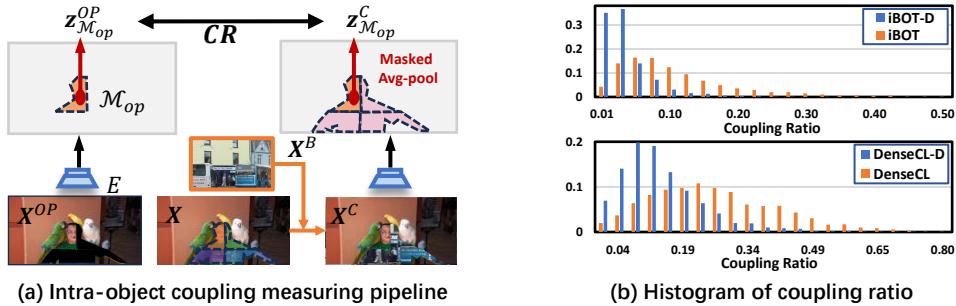 z^{OP}_{M_{op}}
CR
z^{C}_{M_{op}}
Masked
Avg-pool
M_{op}
X^B
E
X^{OP}
X
X^C
(a) Intra-object coupling measuring pipeline
iBOT-D
iBOT
0.3
0.2
0.1
0
0.01 0.10 0.20 0.30 0.40 0.50
Coupling Ratio
DenseCL-D
DenseCL
0.2
0.1
0
0.04 0.19 0.34 0.49 0.65 0.80
Coupling Ratio
(b) Histogram of coupling ratio